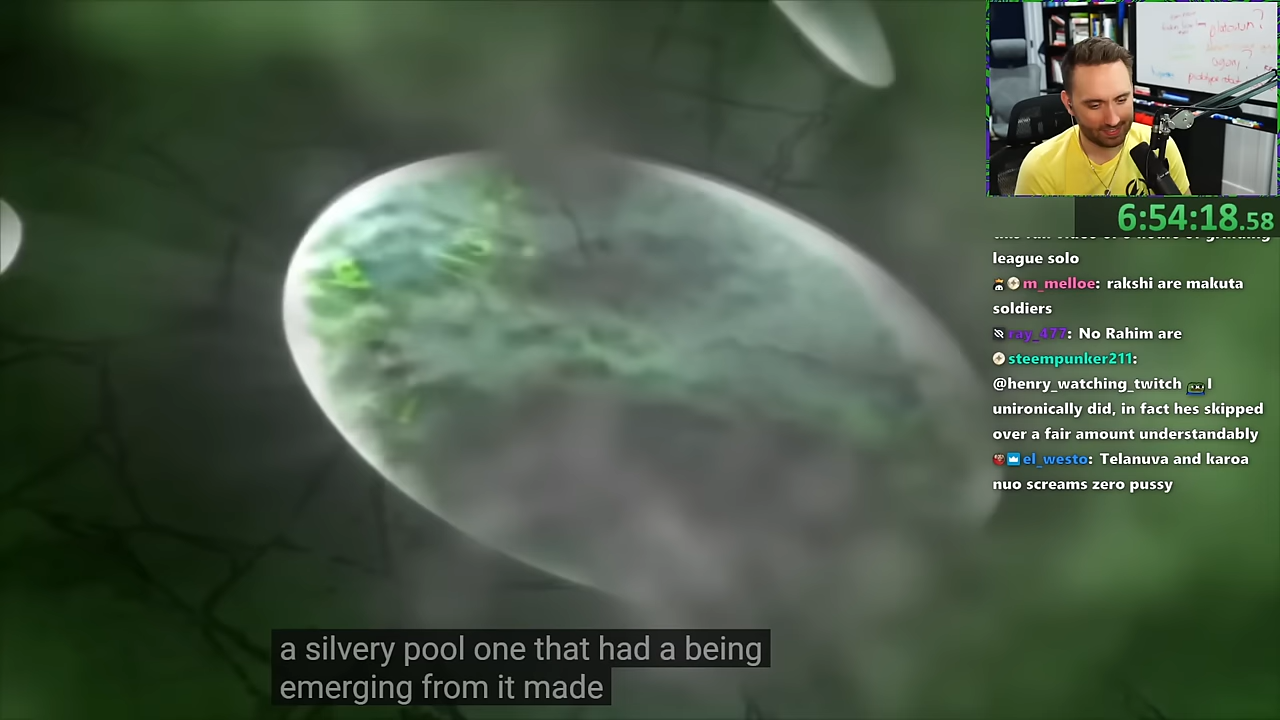 platinum?
6:54:18.58
league solo
m_melloe: rakshi are makuta
soldiers
ray_477: No Rahim are
steempunker211:
@henry_watching_twitch I
unironically did, in fact hes skipped
over a fair amount understandably
el_westo: Telanuva and karoa
nuo screams zero pussy
a silvery pool one that had a being
emerging from it made